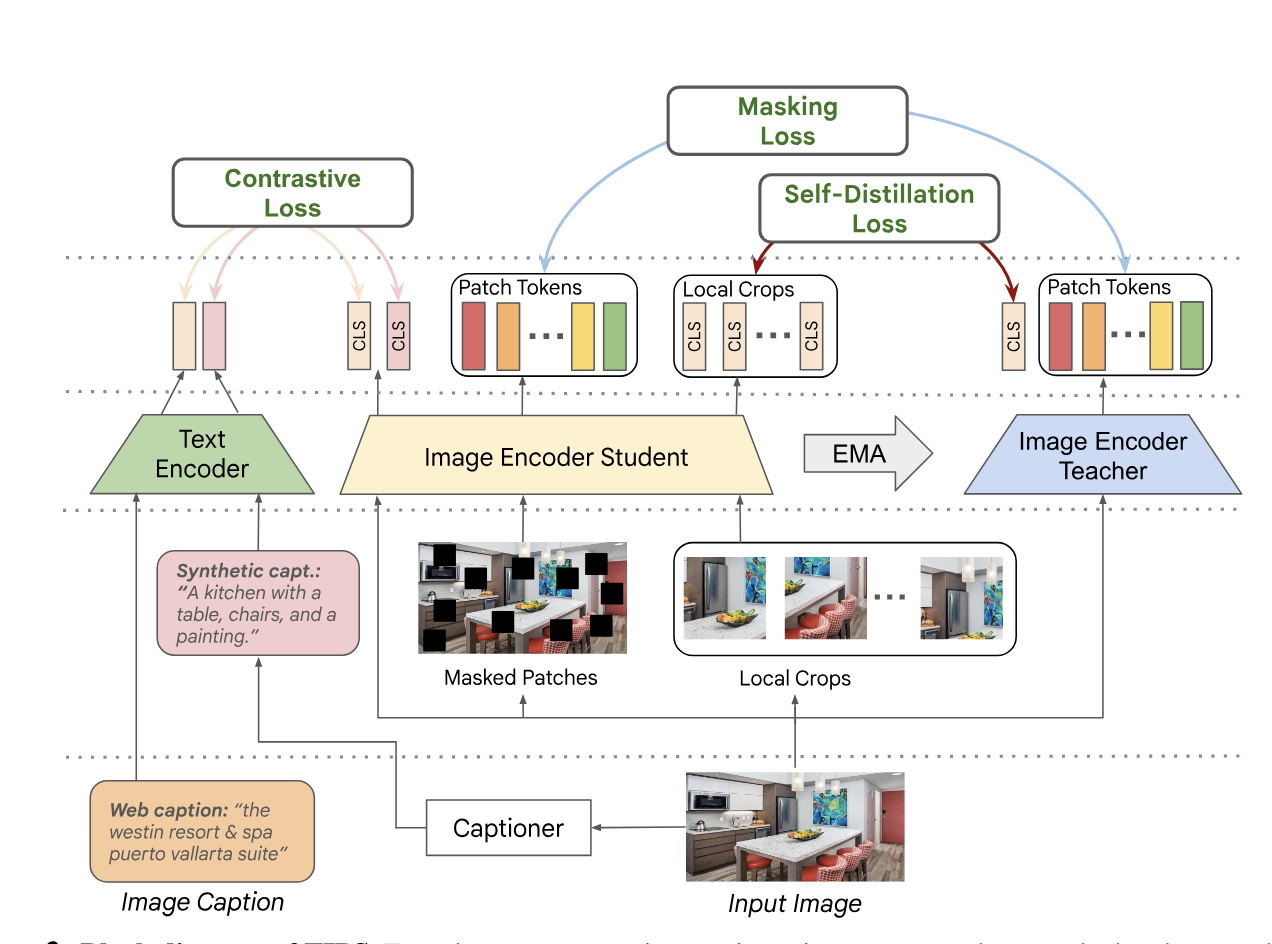 Masking
Loss
Contrastive
Loss
Self-Distillation
Loss
CLS
CLS
Patch Tokens
Local Crops
CLS
CLS
CLS
CLS
Patch Tokens
Text
Encoder
Image Encoder Student
EMA
Image Encoder
Teacher
Synthetic capt.:
“A kitchen with a
table, chairs, and a
painting.”
Masked Patches
Local Crops
Web caption: “the
westin resort & spa
puerto vallarta suite”
Captioner
Image Caption
Input Image